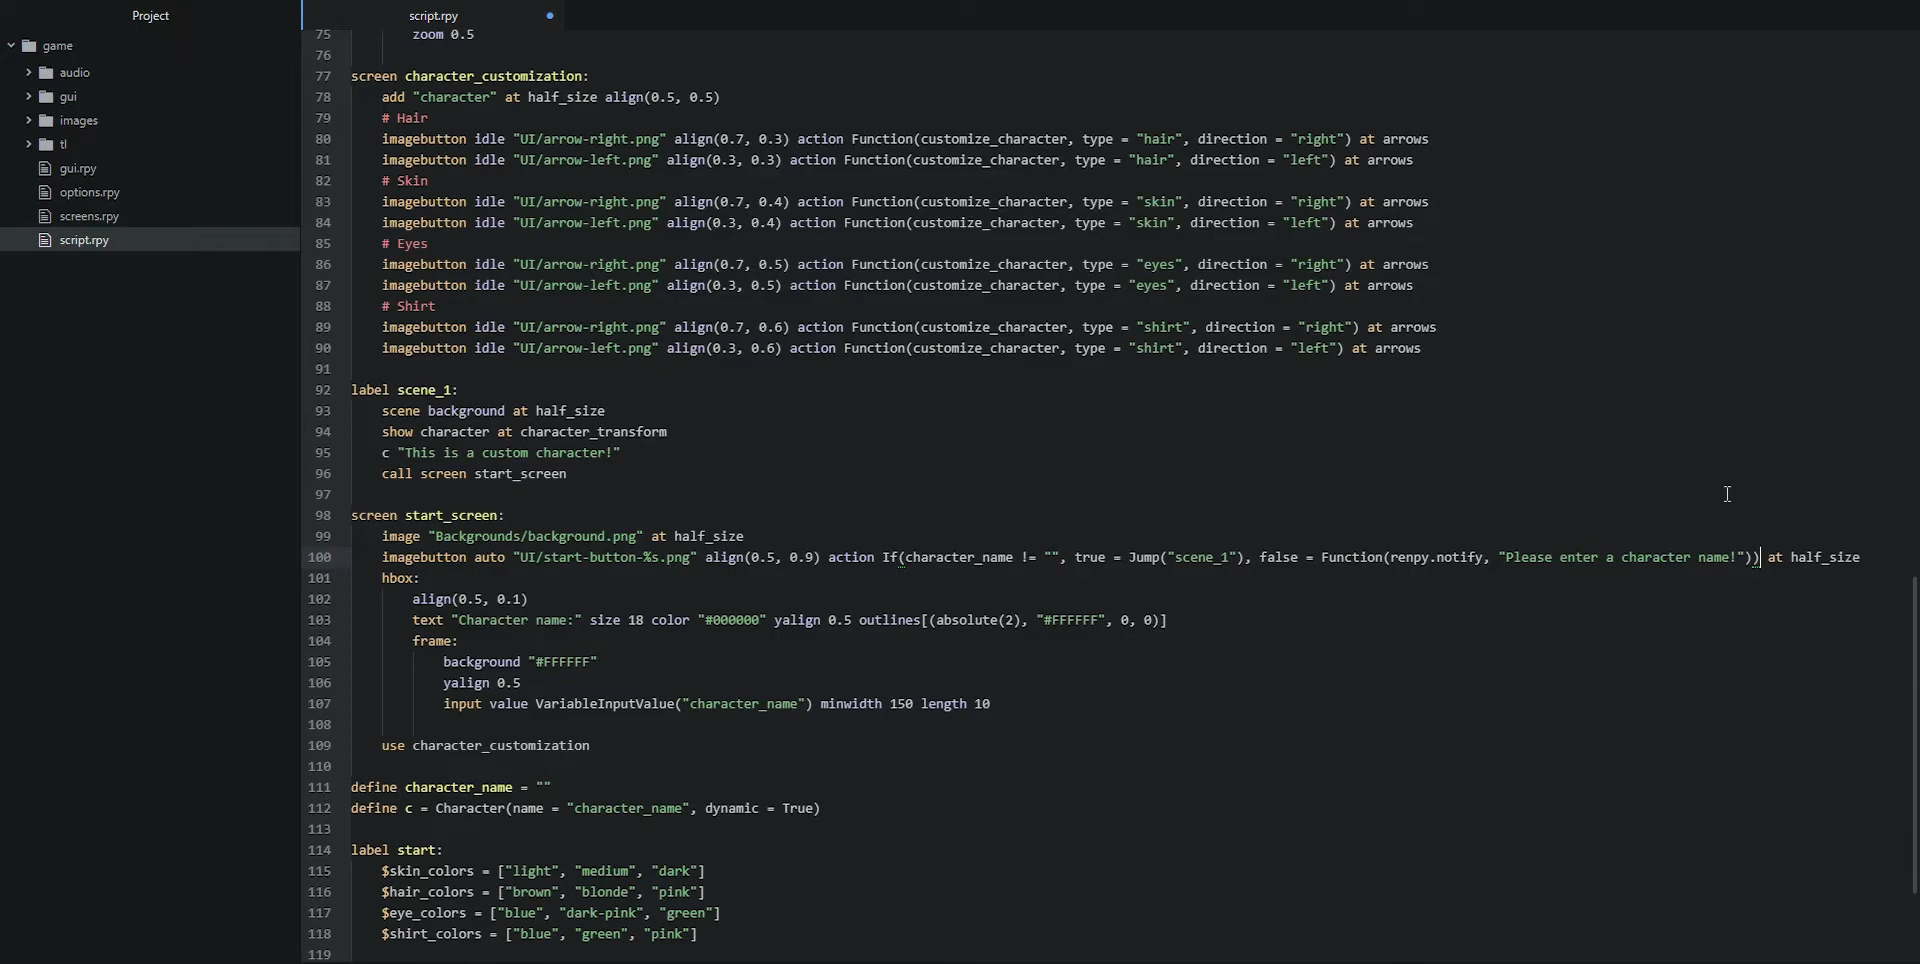 Project
script.rpy
game
audio
gui
images
tl
gui.rpy
options.rpy
screens.rpy
script.rpy
75 zoom 0.5
76
77 screen character_customization:
78 add "character" at half_size align(0.5, 0.5)
79 # Hair
80 imagebutton idle "UI/arrow-right.png" align(0.7, 0.3) action Function(customize_character, type = "hair", direction = "right") at arrows
81 imagebutton idle "UI/arrow-left.png" align(0.3, 0.3) action Function(customize_character, type = "hair", direction = "left") at arrows
82 # Skin
83 imagebutton idle "UI/arrow-right.png" align(0.7, 0.4) action Function(customize_character, type = "skin", direction = "right") at arrows
84 imagebutton idle "UI/arrow-left.png" align(0.3, 0.4) action Function(customize_character, type = "skin", direction = "left") at arrows
85 # Eyes
86 imagebutton idle "UI/arrow-right.png" align(0.7, 0.5) action Function(customize_character, type = "eyes", direction = "right") at arrows
87 imagebutton idle "UI/arrow-left.png" align(0.3, 0.5) action Function(customize_character, type = "eyes", direction = "left") at arrows
88 # Shirt
89 imagebutton idle "UI/arrow-right.png" align(0.7, 0.6) action Function(customize_character, type = "shirt", direction = "right") at arrows
90 imagebutton idle "UI/arrow-left.png" align(0.3, 0.6) action Function(customize_character, type = "shirt", direction = "left") at arrows
91
92 label scene_1:
93 scene background at half_size
94 show character at character_transform
95 c "This is a custom character!"
96 call screen start_screen
97
98 screen start_screen:
99 image "Backgrounds/background.png" at half_size
100 imagebutton auto "UI/start-button-%s.png" align(0.5, 0.9) action If(character_name != "", true = Jump("scene_1"), false = Function(renpy.notify, "Please enter a character name!")) at half_size
101 hbox:
102 align(0.5, 0.1)
103 text "Character name:" size 18 color "#000000" yalign 0.5 outlines[(absolute(2), "#FFFFFF", 0, 0)]
104 frame:
105 background "#FFFFFF"
106 yalign 0.5
107 input value VariableInputValue("character_name") minwidth 150 length 10
108
109 use character_customization
110
111 define character_name = ""
112 define c = Character(name = "character_name", dynamic = True)
113
114 label start:
115 $skin_colors = ["light", "medium", "dark"]
116 $hair_colors = ["brown", "blonde", "pink"]
117 $eye_colors = ["blue", "dark-pink", "green"]
118 $shirt_colors = ["blue", "green", "pink"]
119